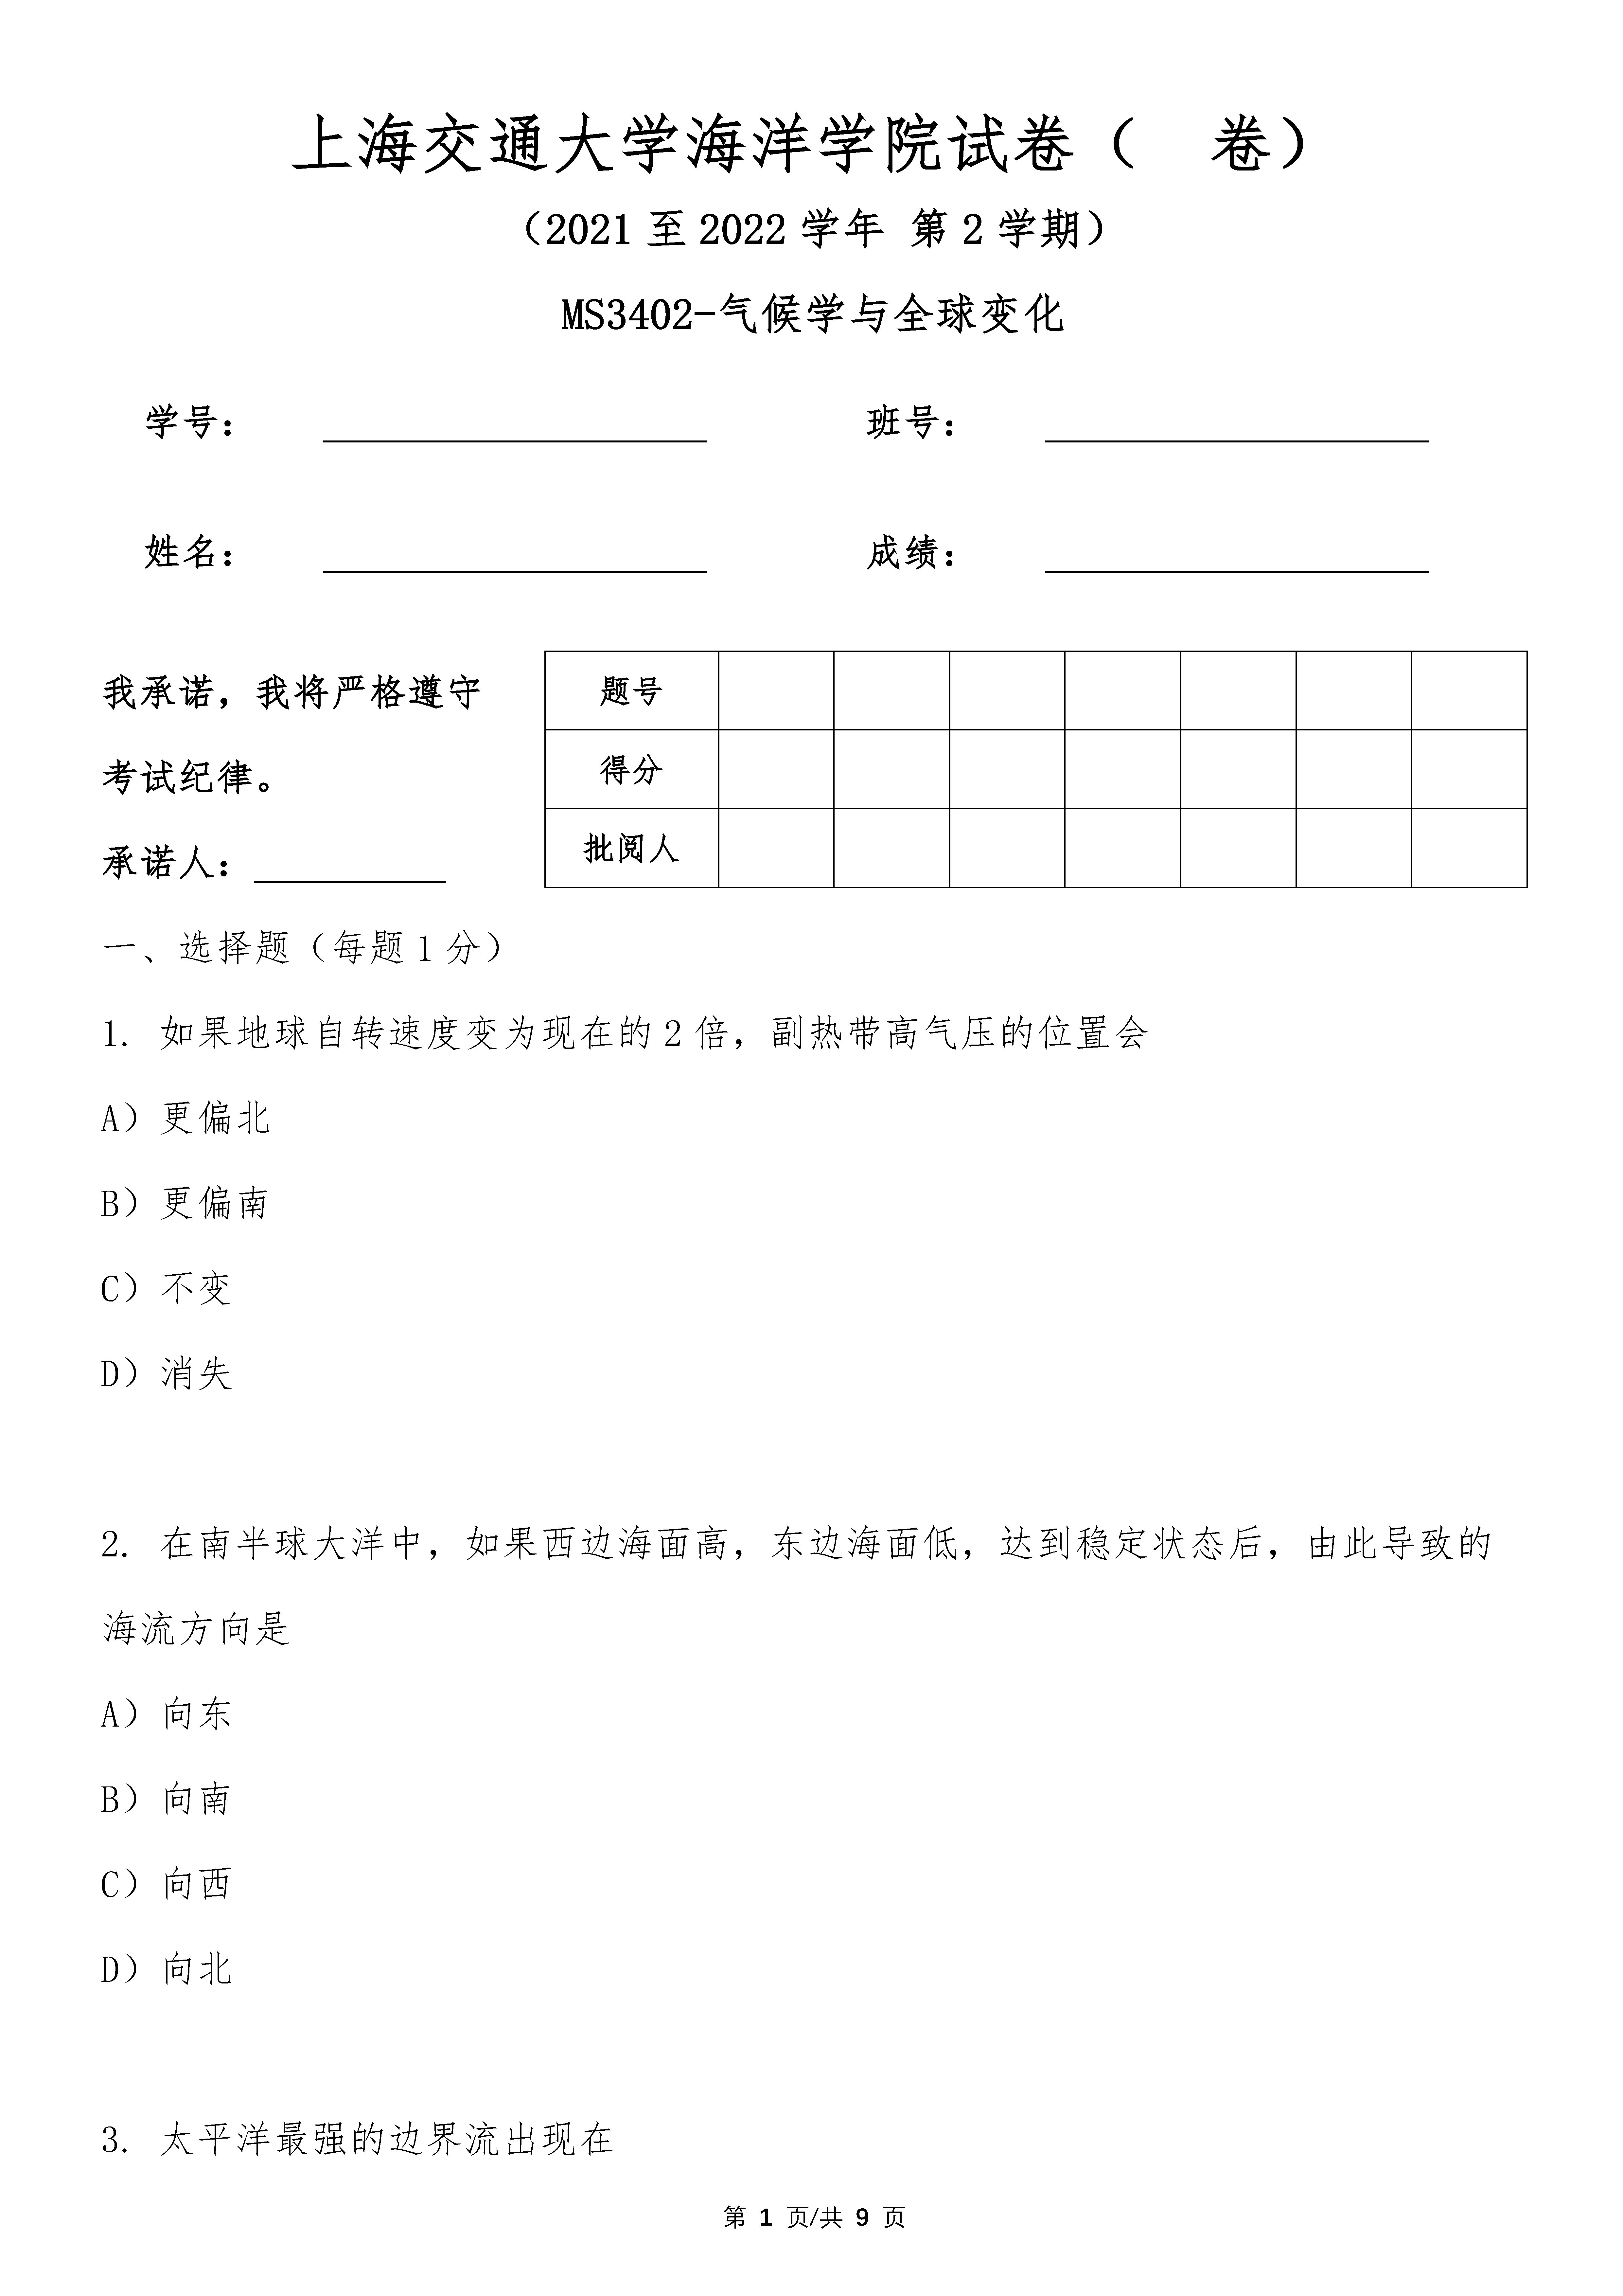 上海交通大学海洋学院试卷（ 卷）
（2021 至 2022 学年 第 2 学期）
MS3402-气候学与全球变化
学号： 班号：
姓名： 成绩：
我承诺，我将严格遵守
考试纪律。
承诺人：
题号
得分
批阅人
一、选择题（每题 1 分）
1. 如果地球自转速度变为现在的 2 倍，副热带高气压的位置会
A）更偏北
B）更偏南
C）不变
D）消失
2. 在南半球大洋中，如果西边海面高，东边海面低，达到稳定状态后，由此导致的
海流方向是
A）向东
B）向南
C）向西
D）向北
3. 太平洋最强的边界流出现在
第 1 页/共 9 页